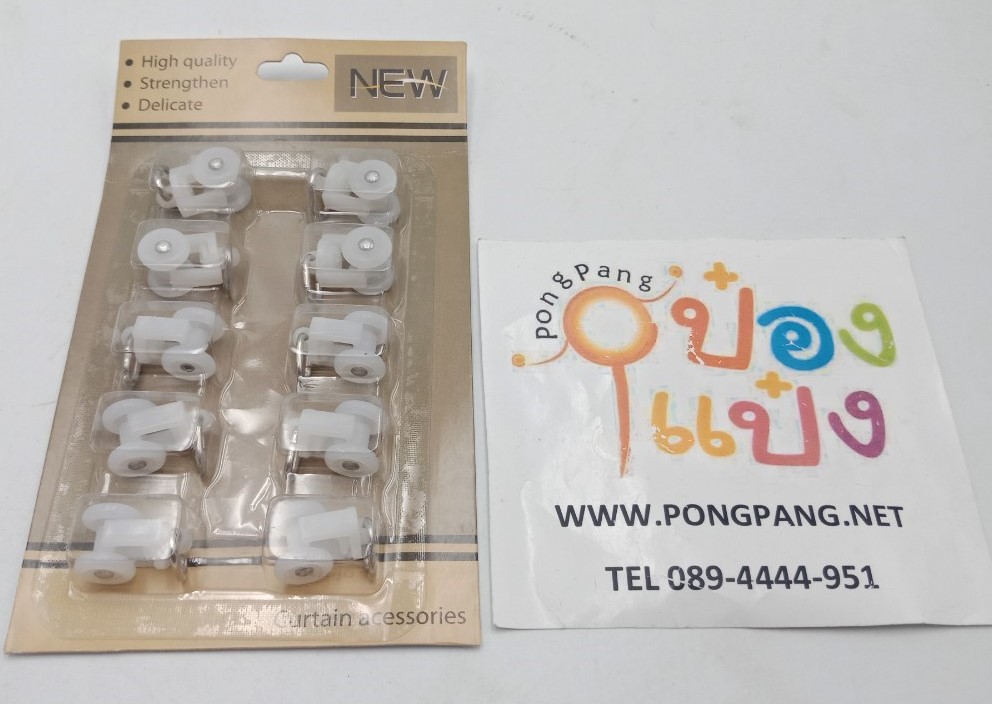 • High quality
• Strengthen
• Delicate
NEW
Curtain acessories
PongPang
ป๋อง
แป๋ง
WWW.PONGPANG.NET
TEL 089-4444-951